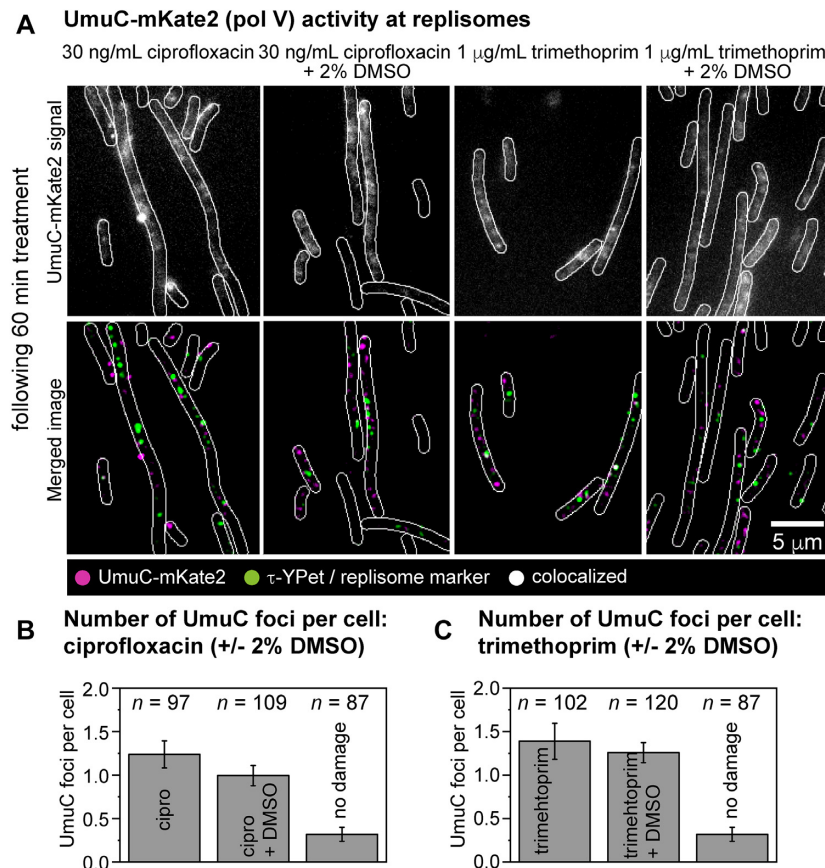 A
UmuC-mKate2 (pol V) activity at replisomes
30 ng/mL ciprofloxacin
30 ng/mL ciprofloxacin
+ 2% DMSO
1 μg/mL trimethoprim
1 μg/mL trimethoprim
+ 2% DMSO
following 60 min treatment
UmuC-mKate2 signal
Merged image
5 μm
UmuC-mKate2
τ-YPet / replisome marker
colocalized
B
Number of UmuC foci per cell:
ciprofloxacin (+/- 2% DMSO)
UmuC foci per cell
2.0
1.5
1.0
0.5
0.0
n = 97
n = 109
n = 87
cipro
cipro
+ DMSO
no damage
C
Number of UmuC foci per cell:
trimethoprim (+/- 2% DMSO)
UmuC foci per cell
2.0
1.5
1.0
0.5
0.0
n = 102
n = 120
n = 87
trimehtoprim
trimehtoprim
+ DMSO
no damage